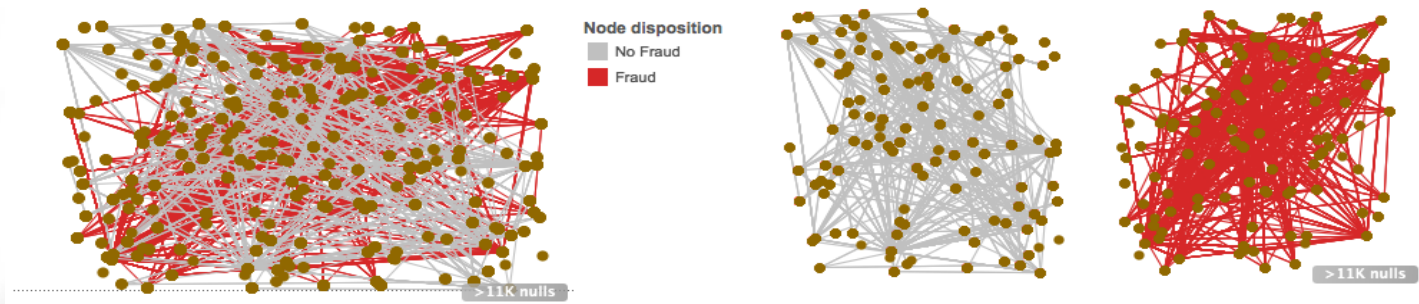 Node disposition
No Fraud
Fraud
>11K nulls
>11K nulls